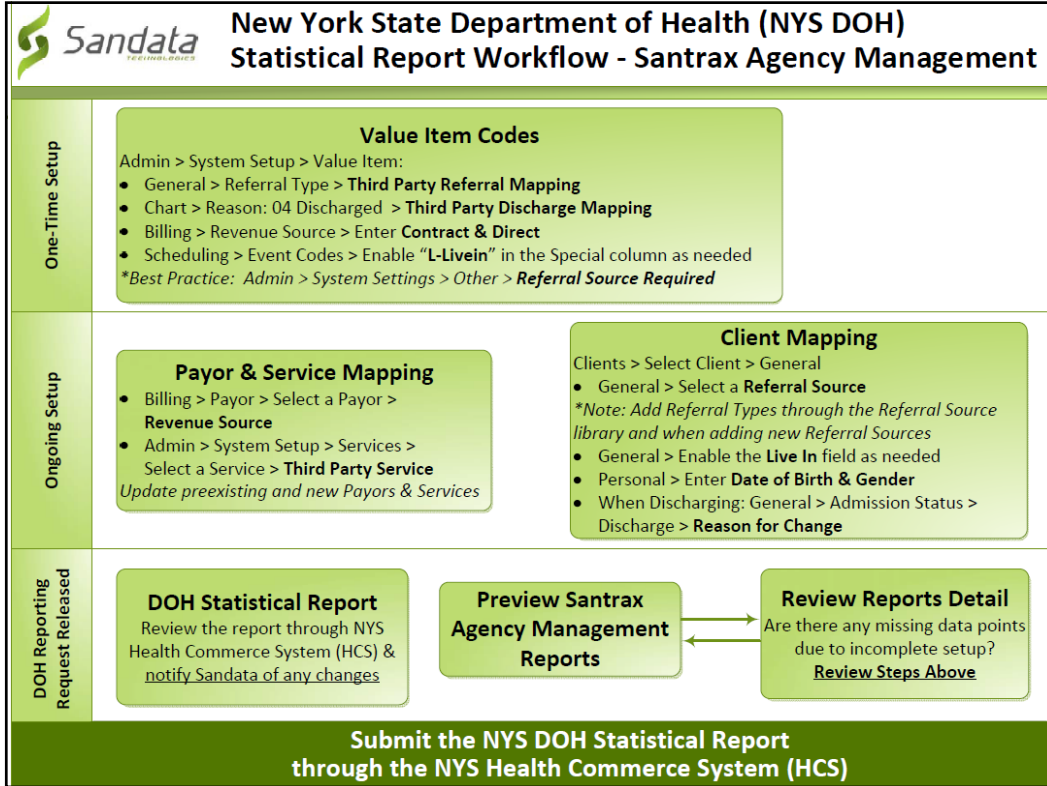 Sandata
TECHNOLOGIES
New York State Department of Health (NYS DOH)
Statistical Report Workflow - Santrax Agency Management
One-Time Setup
Value Item Codes
Admin > System Setup > Value Item:
• General > Referral Type > Third Party Referral Mapping
• Chart > Reason: 04 Discharged > Third Party Discharge Mapping
• Billing > Revenue Source > Enter Contract & Direct
• Scheduling > Event Codes > Enable “L-Livein” in the Special column as needed
*Best Practice: Admin > System Settings > Other > Referral Source Required
Ongoing Setup
Payor & Service Mapping
• Billing > Payor > Select a Payor >
Revenue Source
• Admin > System Setup > Services >
Select a Service > Third Party Service
Update preexisting and new Payors & Services
Client Mapping
Clients > Select Client > General
• General > Select a Referral Source
*Note: Add Referral Types through the Referral Source
library and when adding new Referral Sources
• General > Enable the Live In field as needed
• Personal > Enter Date of Birth & Gender
• When Discharging: General > Admission Status >
Discharge > Reason for Change
DOH Reporting
Request Released
DOH Statistical Report
Review the report through NYS
Health Commerce System (HCS) &
notify Sandata of any changes
Preview Santrax
Agency Management
Reports
Review Reports Detail
Are there any missing data points
due to incomplete setup?
Review Steps Above
Submit the NYS DOH Statistical Report
through the NYS Health Commerce System (HCS)